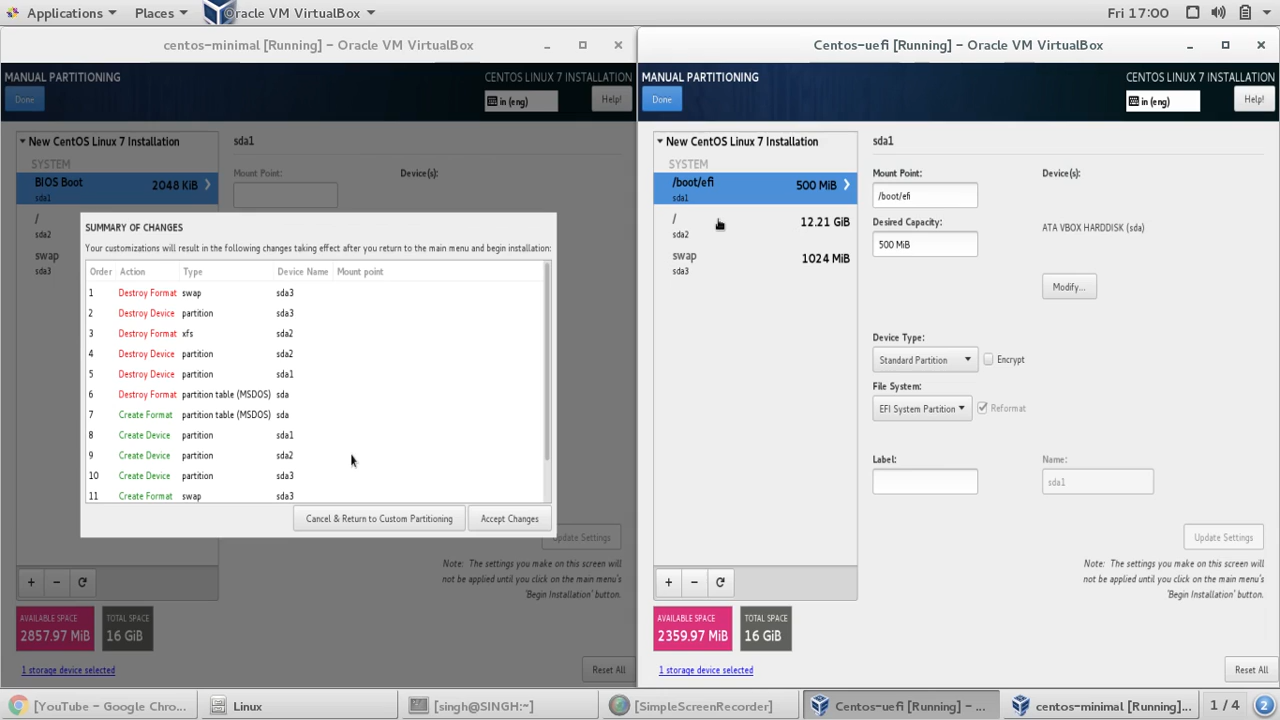 Applications
Places
Oracle VM VirtualBox
Fri 17:00
centos-minimal [Running] – Oracle VM VirtualBox
MANUAL PARTITIONING
CENTOS LINUX 7 INSTALLATION
Done
in (eng)
Help!
New CentOS Linux 7 Installation
SYSTEM
BIOS Boot
2048 KiB
sda1
/
sda2
swap
sda3
sda1
Mount Point:
Device(s):
SUMMARY OF CHANGES
Your customizations will result in the following changes taking effect after you return to the main menu and begin installation:
Order Action Type Device Name Mount point
1 Destroy Format swap sda3
2 Destroy Device partition sda3
3 Destroy Format xfs sda2
4 Destroy Device partition sda2
5 Destroy Device partition sda1
6 Destroy Format partition table (MSDOS) sda
7 Create Format partition table (MSDOS) sda
8 Create Device partition sda1
9 Create Device partition sda2
10 Create Device partition sda3
11 Create Format swap sda3
Cancel & Return to Custom Partitioning
Accept Changes
Update Settings
Note: The settings you make on this screen will
not be applied until you click on the main menu's
'Begin Installation' button.
+ −
AVAILABLE SPACE
2857.97 MiB
TOTAL SPACE
16 GiB
1 storage device selected
Reset All
Centos-uefi [Running] – Oracle VM VirtualBox
MANUAL PARTITIONING
CENTOS LINUX 7 INSTALLATION
Done
in (eng)
Help!
New CentOS Linux 7 Installation
SYSTEM
/boot/efi
500 MiB
sda1
/
12.21 GiB
sda2
swap
1024 MiB
sda3
sda1
Mount Point:
/boot/efi
Device(s):
Desired Capacity:
500 MiB
ATA VBOX HARDDISK (sda)
Modify...
Device Type:
Standard Partition
Encrypt
File System:
EFI System Partition
Reformat
Label:
Name:
sda1
Update Settings
Note: The settings you make on this screen will
not be applied until you click on the main menu's
'Begin Installation' button.
+ −
AVAILABLE SPACE
2359.97 MiB
TOTAL SPACE
16 GiB
1 storage device selected
Reset All
[YouTube – Google Chro...
Linux
[singh@SINGH:~]
[SimpleScreenRecorder]
Centos-uefi [Running] – ...
centos-minimal [Running]...
1 / 4
2